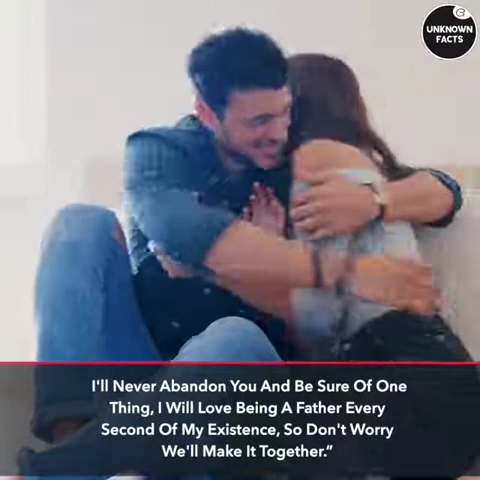 UNKNOWN
FACTS
I'll Never Abandon You And Be Sure Of One
Thing, I Will Love Being A Father Every
Second Of My Existence, So Don't Worry
We'll Make It Together.”